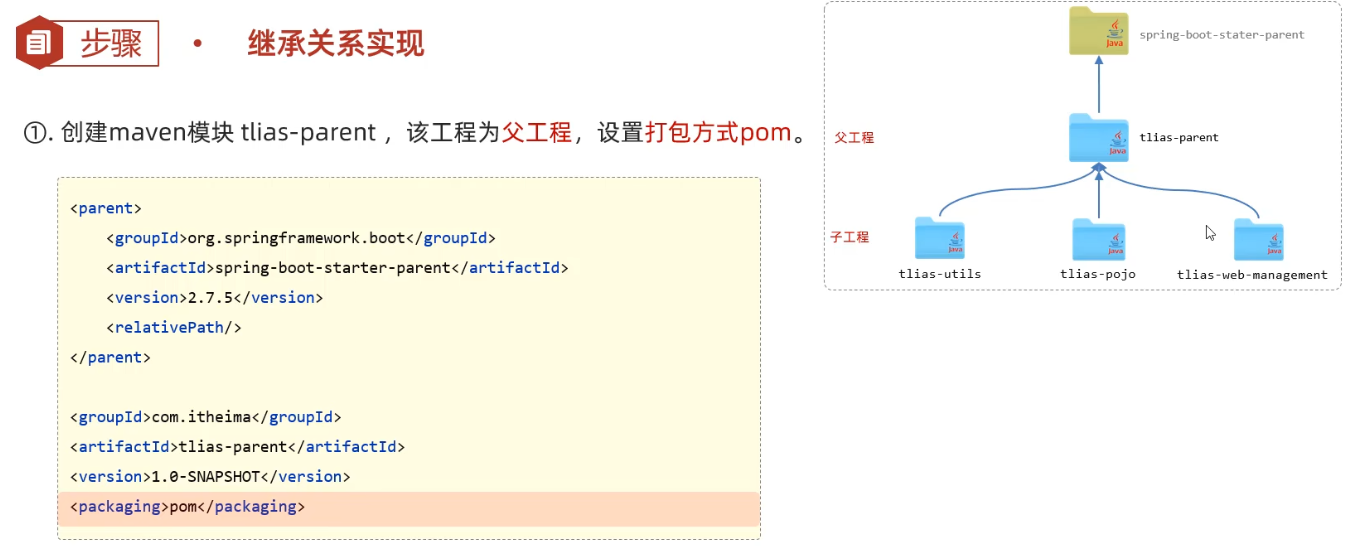 步骤 • 继承关系实现
①. 创建maven模块 tlias-parent ，该工程为父工程，设置打包方式pom。
<parent>
    <groupId>org.springframework.boot</groupId>
    <artifactId>spring-boot-starter-parent</artifactId>
    <version>2.7.5</version>
    <relativePath/>
</parent>
<groupId>com.itheima</groupId>
<artifactId>tlias-parent</artifactId>
<version>1.0-SNAPSHOT</version>
<packaging>pom</packaging>
Java
spring-boot-stater-parent
父工程
Java
tlias-parent
子工程
Java
Java
Java
tlias-utils
tlias-pojo
tlias-web-management